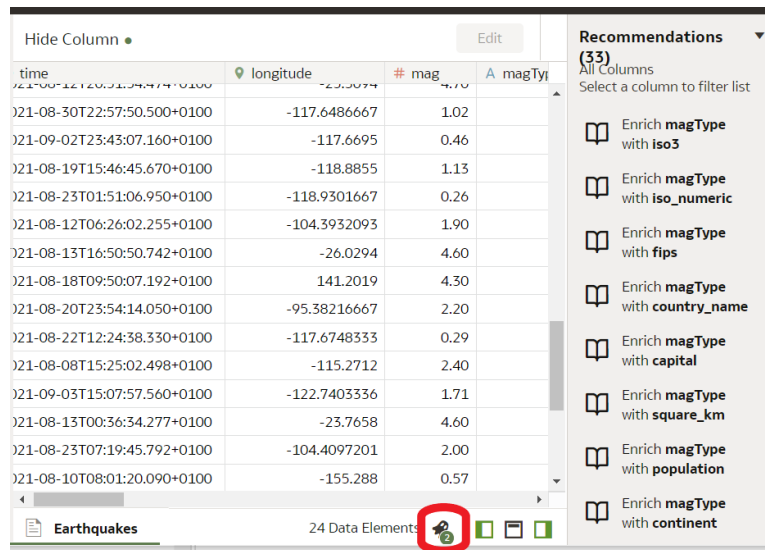 Hide Column
Edit
time longitude # mag A magTyp
021-08-30T22:57:50.500+0100 -117.6486667 1.02
021-09-02T23:43:07.160+0100 -117.6695 0.46
021-08-19T15:46:45.670+0100 -118.8855 1.13
021-08-23T01:51:06.950+0100 -118.9301667 0.26
021-08-12T06:26:02.255+0100 -104.3932093 1.90
021-08-13T16:50:50.742+0100 -26.0294 4.60
021-08-18T09:50:07.192+0100 141.2019 4.30
021-08-20T23:54:14.050+0100 -95.38216667 2.20
021-08-22T12:24:38.330+0100 -117.6748333 0.29
021-08-08T15:25:02.498+0100 -115.2712 2.40
021-09-03T15:07:57.560+0100 -122.7403336 1.71
021-08-13T00:36:34.277+0100 -23.7658 4.60
021-08-23T07:19:45.792+0100 -104.4097201 2.00
021-08-10T08:01:20.090+0100 -155.288 0.57
Earthquakes
24 Data Elements
2
Recommendations
(33)
All Columns
Select a column to filter list
Enrich magType
with iso3
Enrich magType
with iso_numeric
Enrich magType
with fips
Enrich magType
with country_name
Enrich magType
with capital
Enrich magType
with square_km
Enrich magType
with population
Enrich magType
with continent